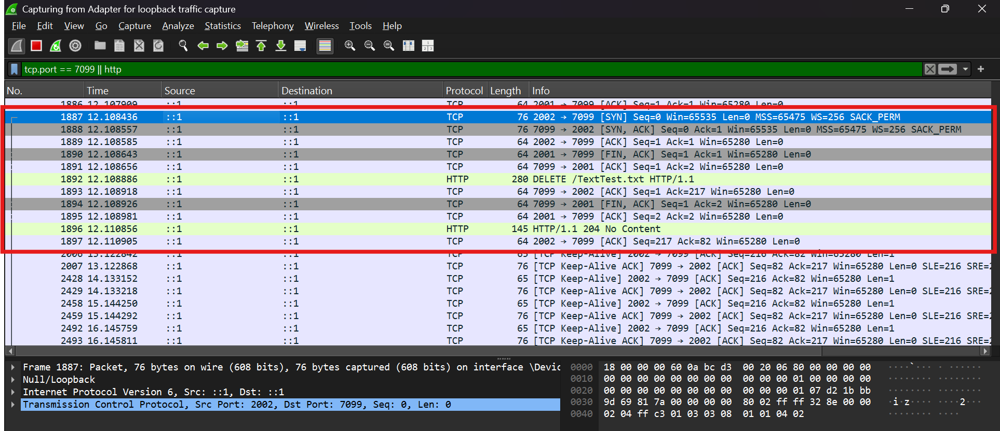 Capturing from Adapter for loopback traffic capture
File Edit View Go Capture Analyze Statistics Telephony Wireless Tools Help
tcp.port == 7099 || http
No. Time Source Destination Protocol Length Info
1886 12.107909 ::1 ::1 TCP 64 2001 → 7099 [ACK] Seq=1 Ack=1 Win=65280 Len=0
1887 12.108436 ::1 ::1 TCP 76 2002 → 7099 [SYN] Seq=0 Win=65535 Len=0 MSS=65475 WS=256 SACK_PERM
1888 12.108557 ::1 ::1 TCP 76 7099 → 2002 [SYN, ACK] Seq=0 Ack=1 Win=65535 Len=0 MSS=65475 WS=256 SACK_PERM
1889 12.108585 ::1 ::1 TCP 64 2002 → 7099 [ACK] Seq=1 Ack=1 Win=65280 Len=0
1890 12.108643 ::1 ::1 TCP 64 2001 → 7099 [FIN, ACK] Seq=1 Ack=1 Win=65280 Len=0
1891 12.108656 ::1 ::1 TCP 64 7099 → 2001 [ACK] Seq=1 Ack=2 Win=65280 Len=0
1892 12.108886 ::1 ::1 HTTP 280 DELETE /TextTest.txt HTTP/1.1
1893 12.108918 ::1 ::1 TCP 64 7099 → 2002 [ACK] Seq=1 Ack=217 Win=65280 Len=0
1894 12.108926 ::1 ::1 TCP 64 7099 → 2001 [FIN, ACK] Seq=1 Ack=2 Win=65280 Len=0
1895 12.108981 ::1 ::1 TCP 64 2001 → 7099 [ACK] Seq=2 Ack=2 Win=65280 Len=0
1896 12.110856 ::1 ::1 HTTP 145 HTTP/1.1 204 No Content
1897 12.110905 ::1 ::1 TCP 64 2002 → 7099 [ACK] Seq=217 Ack=82 Win=65280 Len=0
2006 13.122842 ::1 ::1 TCP 65 [TCP Keep-Alive] 2002 → 7099 [ACK] Seq=216 Ack=82 Win=65280 Len=1
2007 13.122868 ::1 ::1 TCP 76 [TCP Keep-Alive ACK] 7099 → 2002 [ACK] Seq=82 Ack=217 Win=65280 Len=0 SLE=216 SRE=
2428 14.133152 ::1 ::1 TCP 65 [TCP Keep-Alive] 2002 → 7099 [ACK] Seq=216 Ack=82 Win=65280 Len=1
2429 14.133218 ::1 ::1 TCP 76 [TCP Keep-Alive ACK] 7099 → 2002 [ACK] Seq=82 Ack=217 Win=65280 Len=0 SLE=216 SRE=
2458 15.144250 ::1 ::1 TCP 65 [TCP Keep-Alive] 2002 → 7099 [ACK] Seq=216 Ack=82 Win=65280 Len=1
2459 15.144292 ::1 ::1 TCP 76 [TCP Keep-Alive ACK] 7099 → 2002 [ACK] Seq=82 Ack=217 Win=65280 Len=0 SLE=216 SRE=
2492 16.145759 ::1 ::1 TCP 65 [TCP Keep-Alive] 2002 → 7099 [ACK] Seq=216 Ack=82 Win=65280 Len=1
2493 16.145811 ::1 ::1 TCP 76 [TCP Keep-Alive ACK] 7099 → 2002 [ACK] Seq=82 Ack=217 Win=65280 Len=0 SLE=216 SRE=
Frame 1887: Packet, 76 bytes on wire (608 bits), 76 bytes captured (608 bits) on interface \Devic
Null/Loopback
Internet Protocol Version 6, Src: ::1, Dst: ::1
Transmission Control Protocol, Src Port: 2002, Dst Port: 7099, Seq: 0, Len: 0
0000 18 00 00 00 60 0a bc d3 00 20 06 80 00 00 00 00 ····`··· · ······
0010 00 00 00 00 00 00 00 00 00 00 00 01 00 00 00 00 ········ ········
0020 00 00 00 00 00 00 00 00 00 00 00 01 07 d2 1b bb ········ ········
0030 9d 69 81 7a 00 00 00 00 80 02 ff ff 32 8e 00 00 ·i·z···· ····2···
0040 02 04 ff c3 01 03 03 08 01 01 04 02 ········ ····